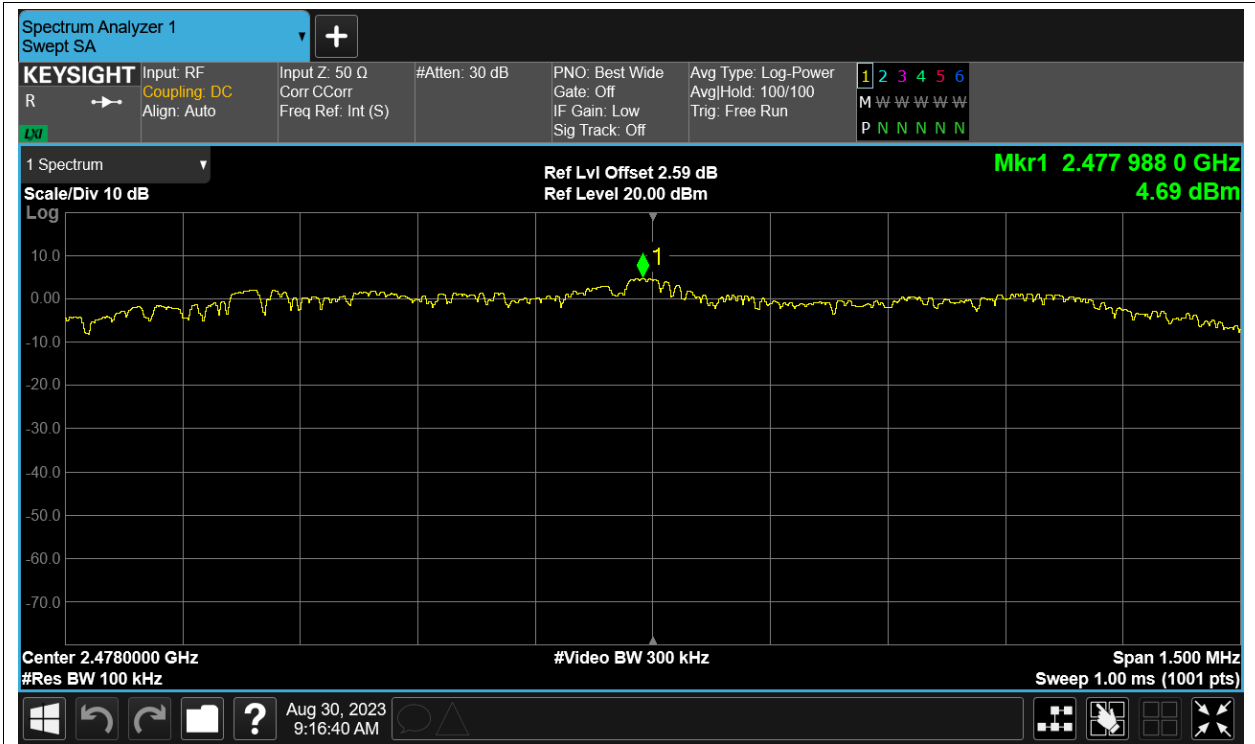 Spectrum Analyzer 1
Swept SA
KEYSIGHT
R
LXI
Input: RF
Coupling: DC
Align: Auto
Input Z: 50 Ω
Corr CCorr
Freq Ref: Int (S)
#Atten: 30 dB
PNO: Best Wide
Gate: Off
IF Gain: Low
Sig Track: Off
Avg Type: Log-Power
Avg|Hold: 100/100
Trig: Free Run
1 2 3 4 5 6
M W W W W W
P N N N N N N
1 Spectrum
Scale/Div 10 dB
Log
Ref Lvl Offset 2.59 dB
Ref Level 20.00 dBm
Mkr1 2.477 988 0 GHz
4.69 dBm
1
10.0
0.00
-10.0
-20.0
-30.0
-40.0
-50.0
-60.0
-70.0
Center 2.4780000 GHz
#Video BW 300 kHz
Span 1.500 MHz
#Res BW 100 kHz
Sweep 1.00 ms (1001 pts)
?
Aug 30, 2023
9:16:40 AM